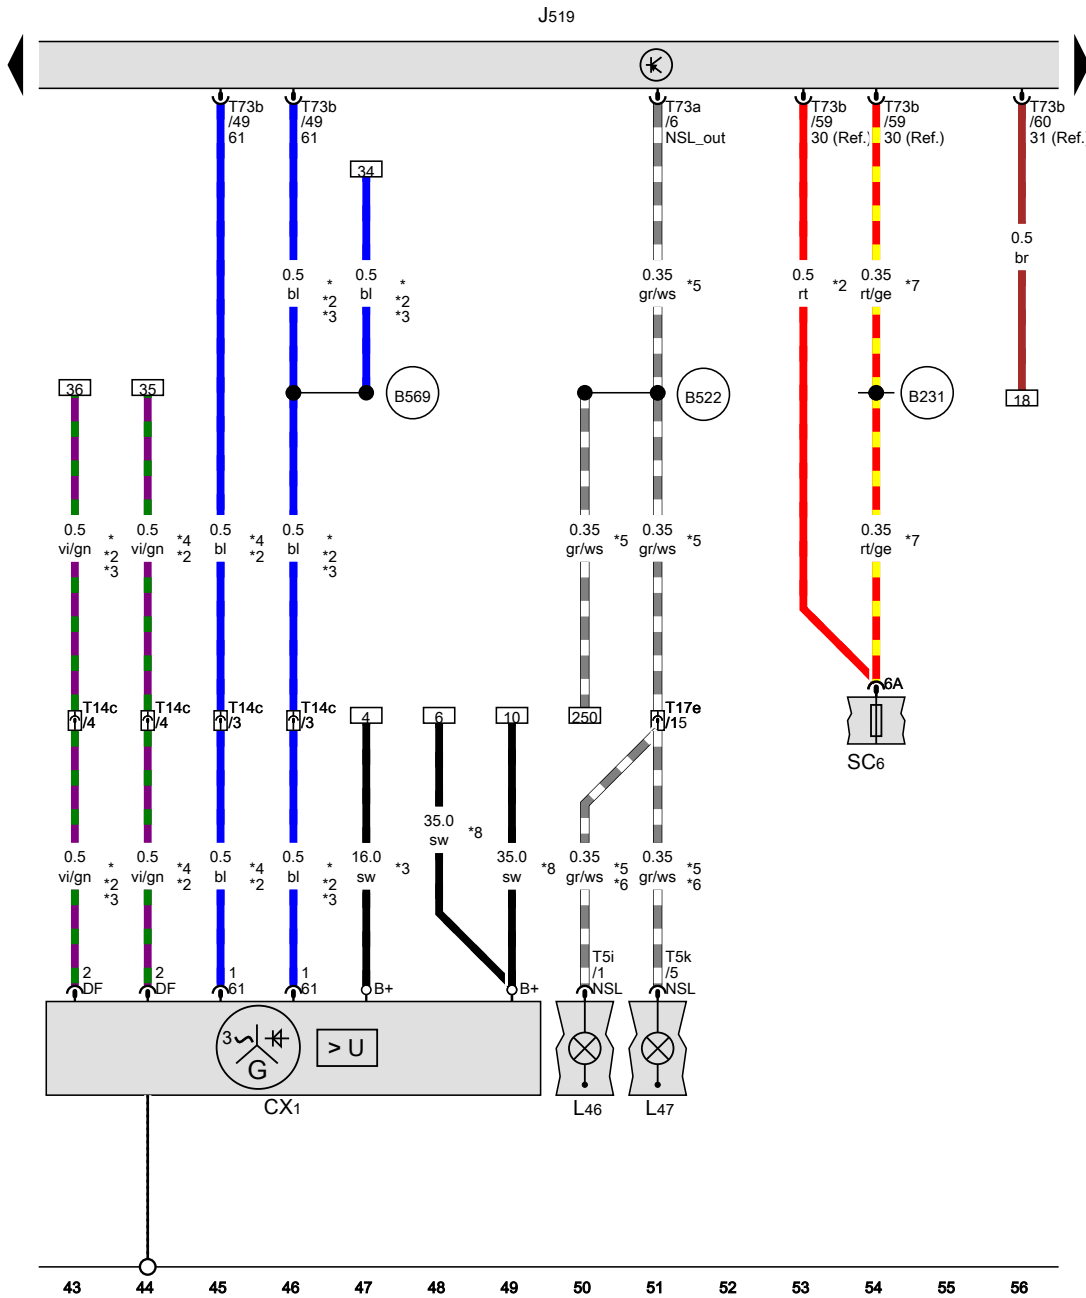 J519
T73b
/49
61
T73b
/49
61
T73a
/6
NSL_out
T73b
/59
30 (Ref.)
T73b
/59
30 (Ref.)
T73b
/60
31 (Ref.
34
0.5
bl
*
*2
*3
0.5
bl
*
*2
*3
0.35
gr/ws
*5
0.5
rt
*2
0.35
rt/ge
*7
0.5
br
36
35
B569
B522
B231
18
0.5
vi/gn
*
*2
*3
0.5
vi/gn
*4
*2
0.5
bl
*4
*2
0.5
bl
*
*2
*3
0.35
gr/ws
*5
0.35
gr/ws
*5
0.35
rt/ge
*7
6A
SC6
T14c
/4
T14c
/4
T14c
/3
T14c
/3
4
6
10
250
T17e
/15
0.5
vi/gn
*
*2
*3
0.5
vi/gn
*4
*2
0.5
bl
*4
*2
0.5
bl
*
*2
*3
16.0
sw
*3
35.0
sw
*8
35.0
sw
*8
0.35
gr/ws
*5
*6
0.35
gr/ws
*5
*6
2
DF
2
DF
1
61
1
61
B+
B+
T5i
/1
NSL
T5k
/5
NSL
3
G
> U
CX1
L46
L47
43 44 45 46 47 48 49 50 51 52 53 54 55 56